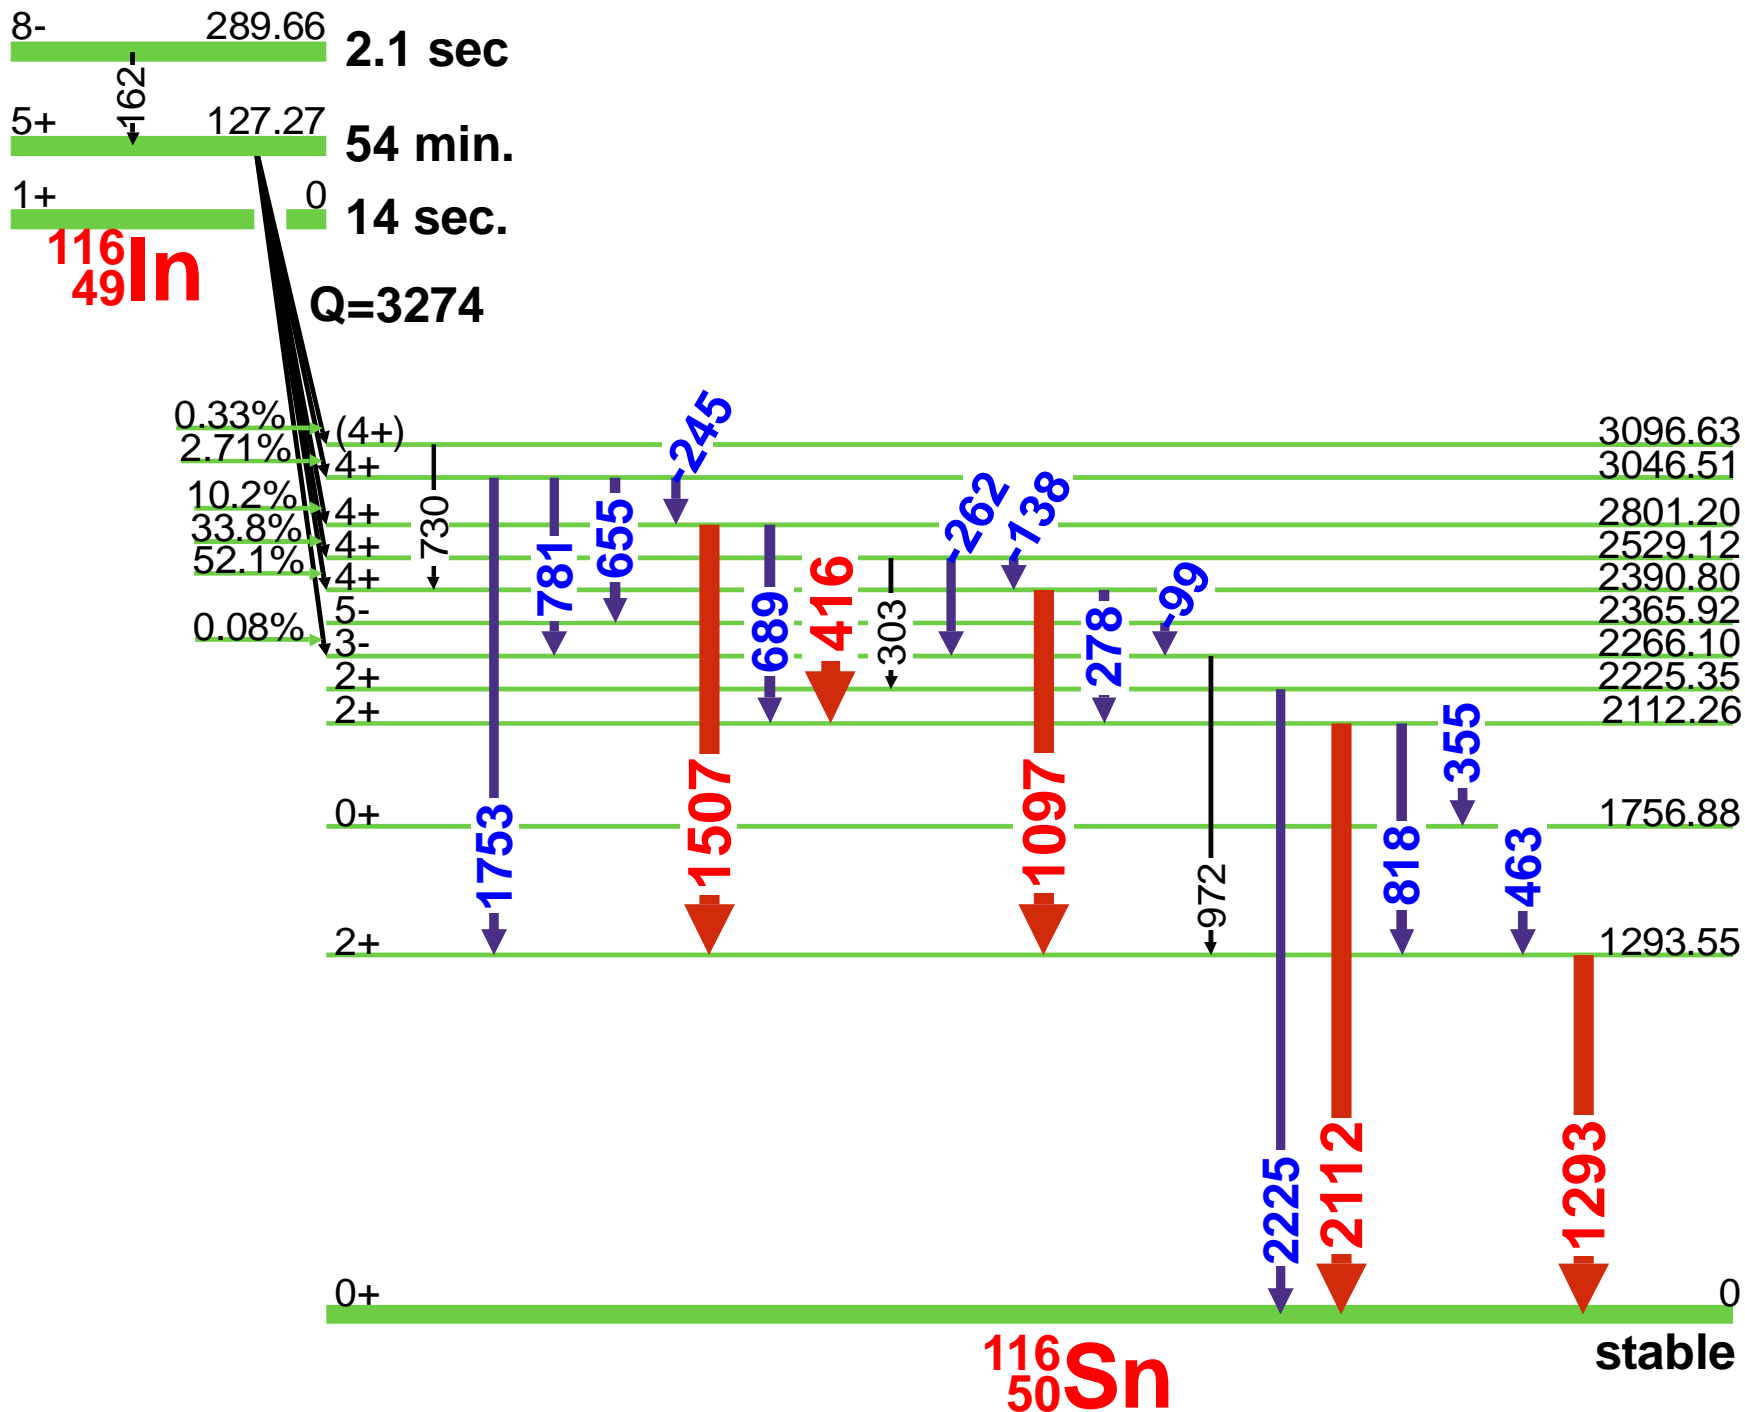 8- 289.66 2.1 sec
162
5+ 127.27 54 min.
1+ 0 14 sec.
116
49In
Q=3274
0.33% (4+) 3096.63
2.71% 4+ 3046.51
10.2% 4+ 2801.20
33.8% 4+ 2529.12
52.1% 4+ 2390.80
5- 2365.92
0.08% 3- 2266.10
2+ 2225.35
2+ 2112.26
0+ 1756.88
2+ 1293.55
0+ 0
730
1753
781
655
245
1507
689
416
303
262
138
1097
278
99
972
2225
2112
818
355
463
1293
116
50Sn
stable